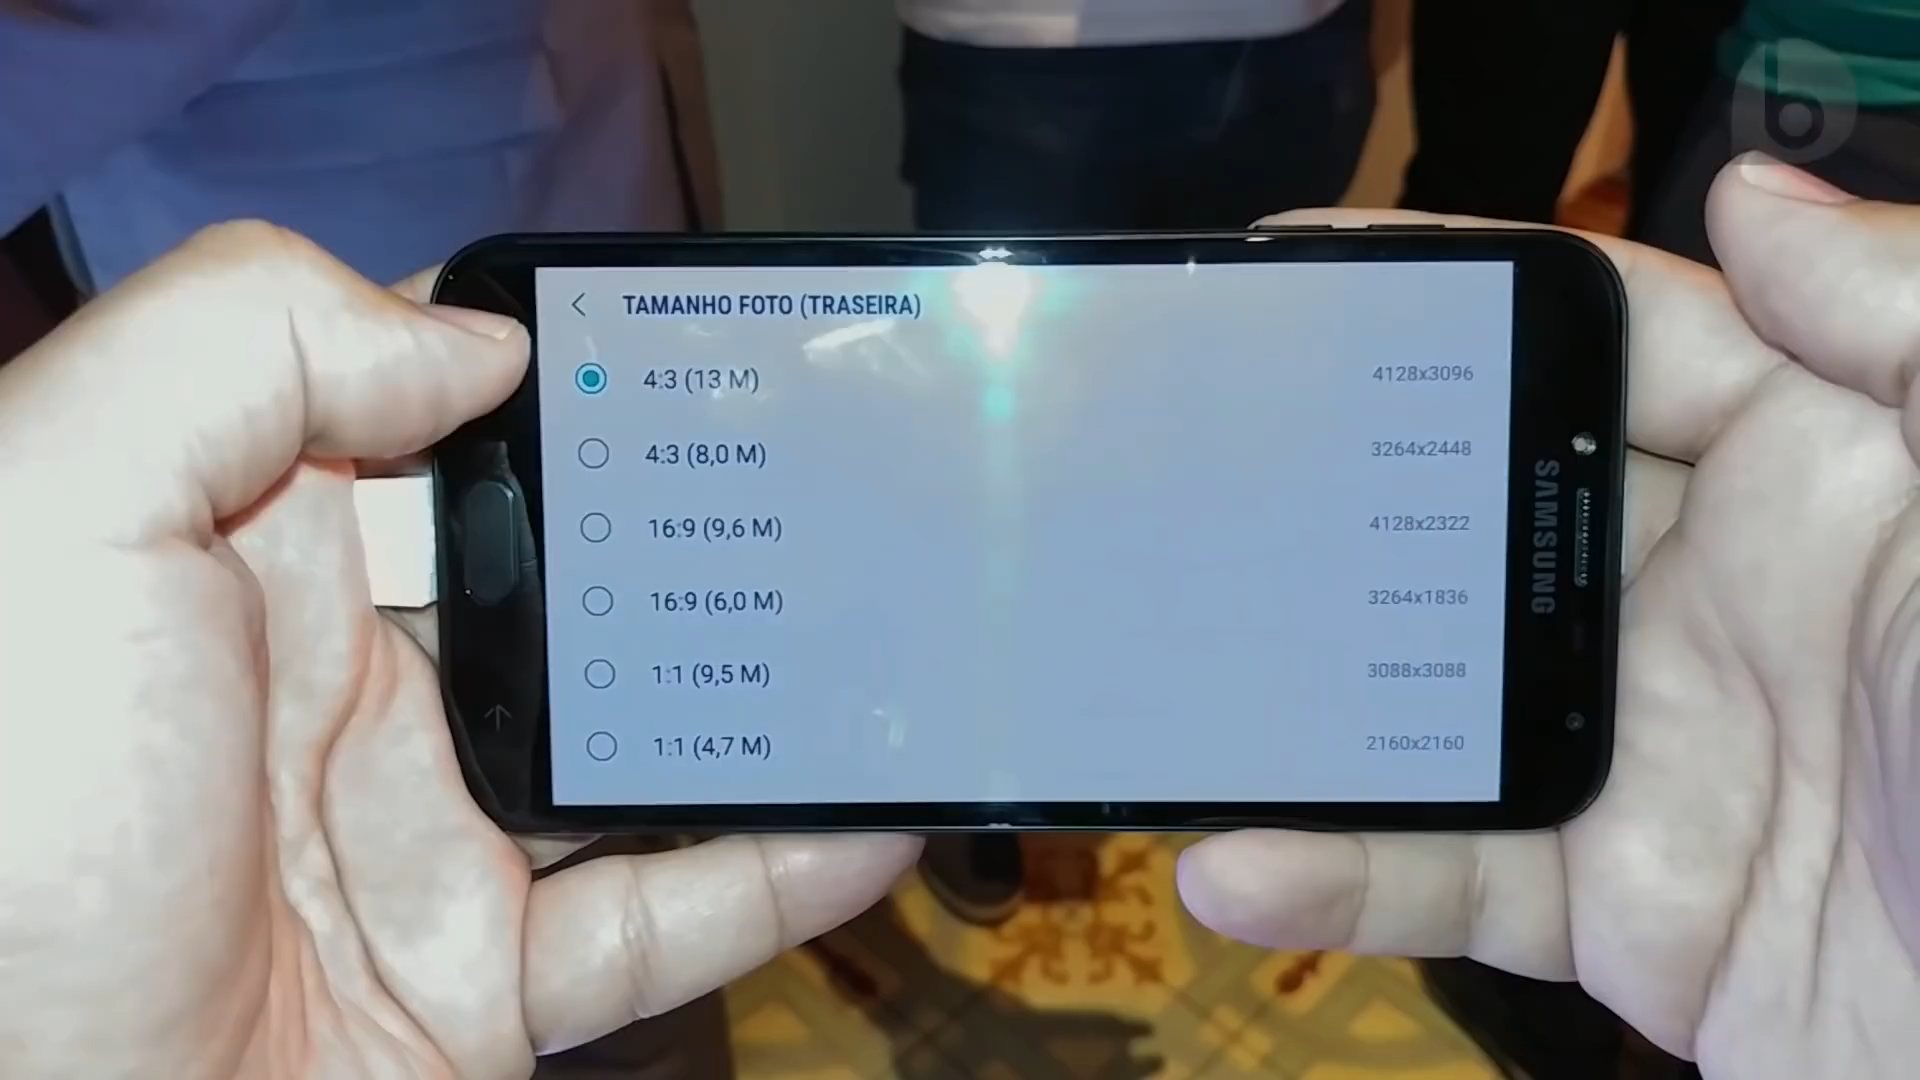 TAMANHO FOTO (TRASEIRA)
4:3 (13 M) 4128x3096
4:3 (8,0 M) 3264x2448
16:9 (9,6 M) 4128x2322
16:9 (6,0 M) 3264x1836
1:1 (9,5 M) 3088x3088
1:1 (4,7 M) 2160x2160
SAMSUNG
b